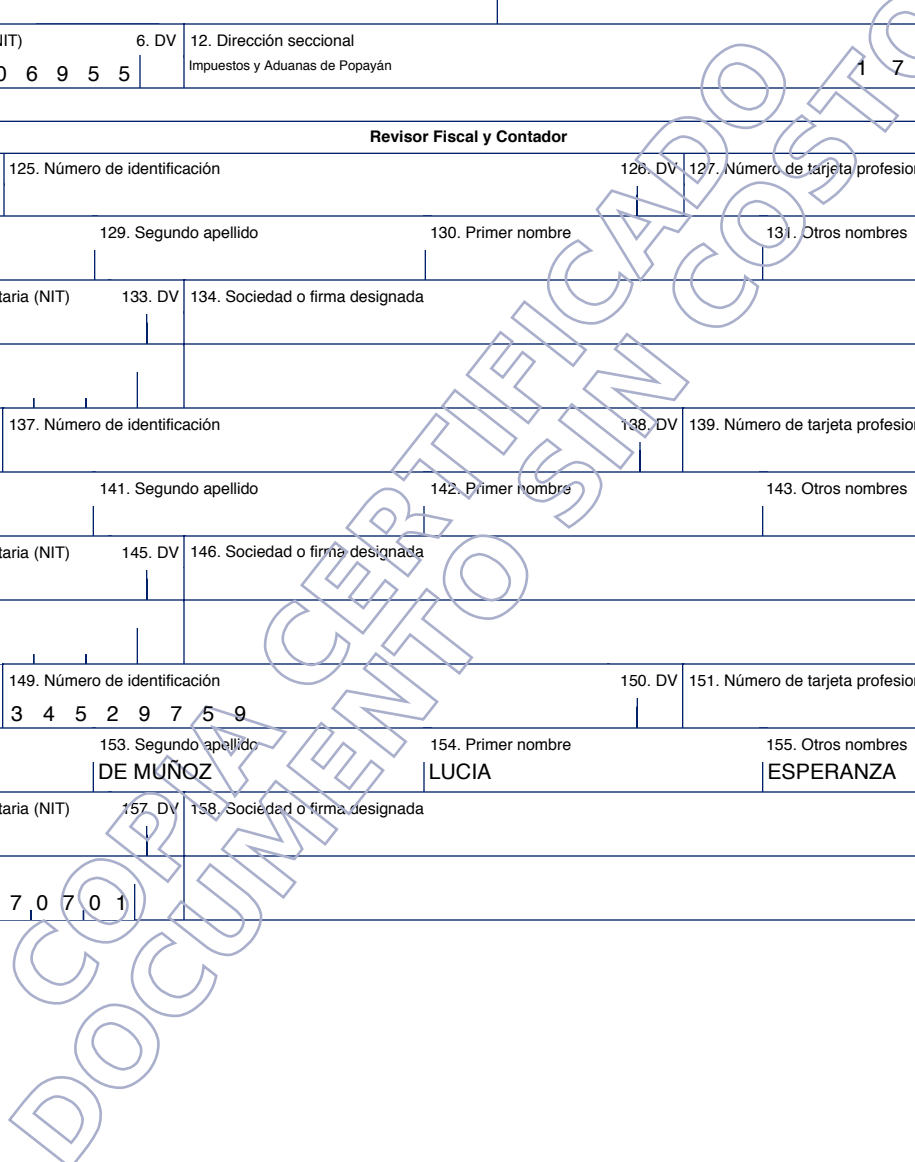 NIT) 6. DV 12. Dirección seccional
0 6 9 5 5 Impuestos y Aduanas de Popayán 1 7
Revisor Fiscal y Contador
125. Número de identificación 126. DV 127. Número de tarjeta profesion
129. Segundo apellido 130. Primer nombre 131. Otros nombres
taria (NIT) 133. DV 134. Sociedad o firma designada
137. Número de identificación 138. DV 139. Número de tarjeta profesion
141. Segundo apellido 142. Primer nombre 143. Otros nombres
taria (NIT) 145. DV 146. Sociedad o firma designada
149. Número de identificación 150. DV 151. Número de tarjeta profesion
3 4 5 2 9 7 5 9
153. Segundo apellido 154. Primer nombre 155. Otros nombres
DE MUÑOZ LUCIA ESPERANZA
taria (NIT) 157. DV 158. Sociedad o firma designada
7 0 7 0 1
COPIA CERTIFICADO
DOCUMENTO SIN COSTO